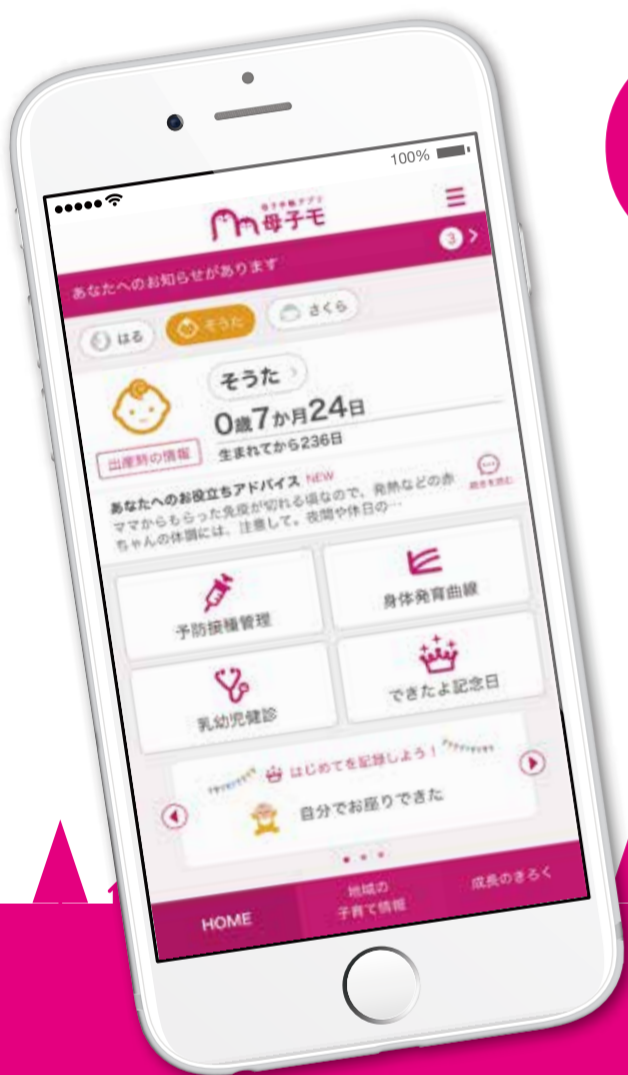 100%
母子手帳アプリ
母子モ
あなたへのお知らせがあります
3
はる
そうた
さくら
そうた
0歳7か月24日
出産時の情報
生まれてから236日
あなたへのお役立ちアドバイス NEW
ママからもらった免疫が切れる頃なので、発熱などの赤
ちゃんの体調には、注意して。夜間や休日の…
続きを読む
予防接種管理
身体発育曲線
乳幼児健診
できたよ記念日
はじめてを記録しよう!
自分でお座りできた
HOME
地域の
子育て情報
成長のきろく